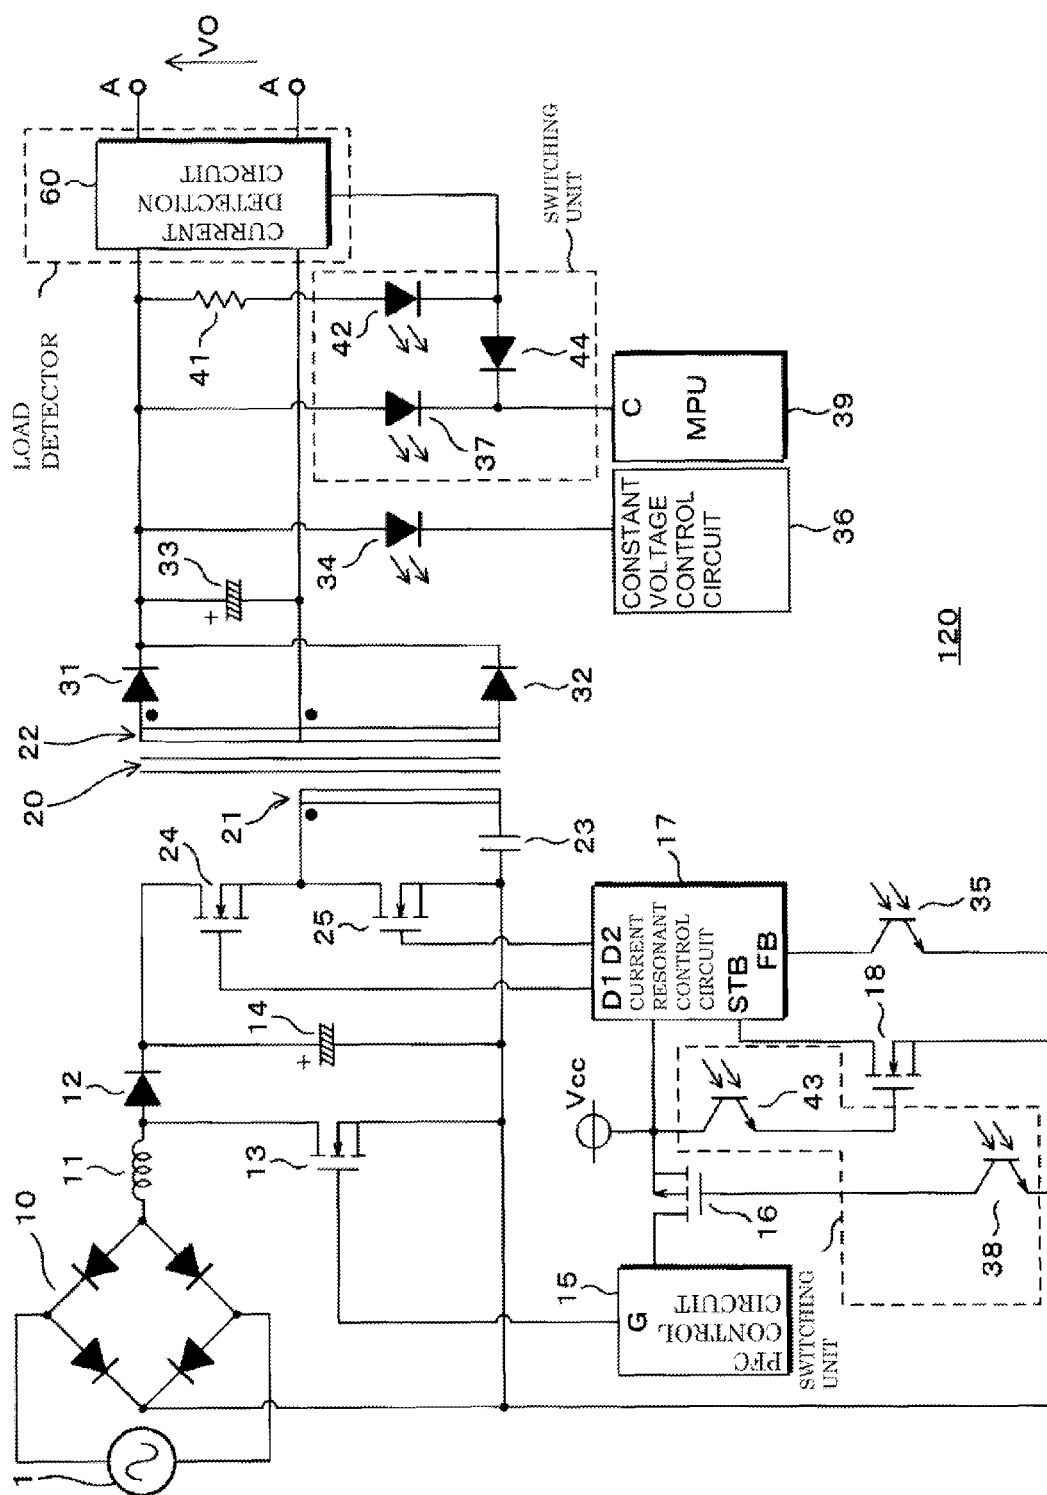 1
10
11
12
13
14
PFC
CONTROL
CIRCUIT
G
15
16
SWITCHING
UNIT
38
43
Vcc
18
35
D1 D2
CURRENT
RESONANT
CONTROL
CIRCUIT
STB
FB
17
24
25
23
21
20
22
31
32
33
34
CONSTANT
VOLTAGE
CONTROL
CIRCUIT
36
37
C
MPU
39
41
42
44
SWITCHING
UNIT
LOAD
DETECTOR
60
CURRENT
DETECTION
CIRCUIT
A
A
VO
120